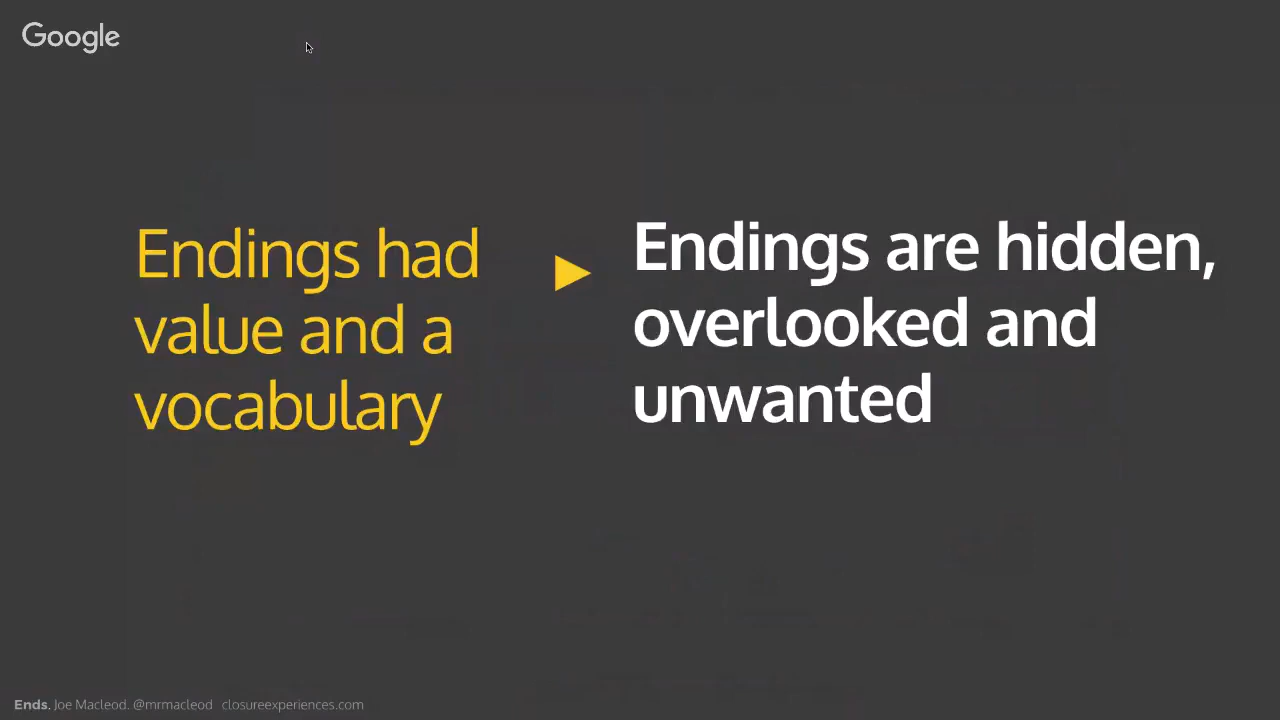 Google
Endings had
value and a
vocabulary
Endings are hidden,
overlooked and
unwanted
Ends. Joe Macleod. @mrmacleod closureexperiences.com